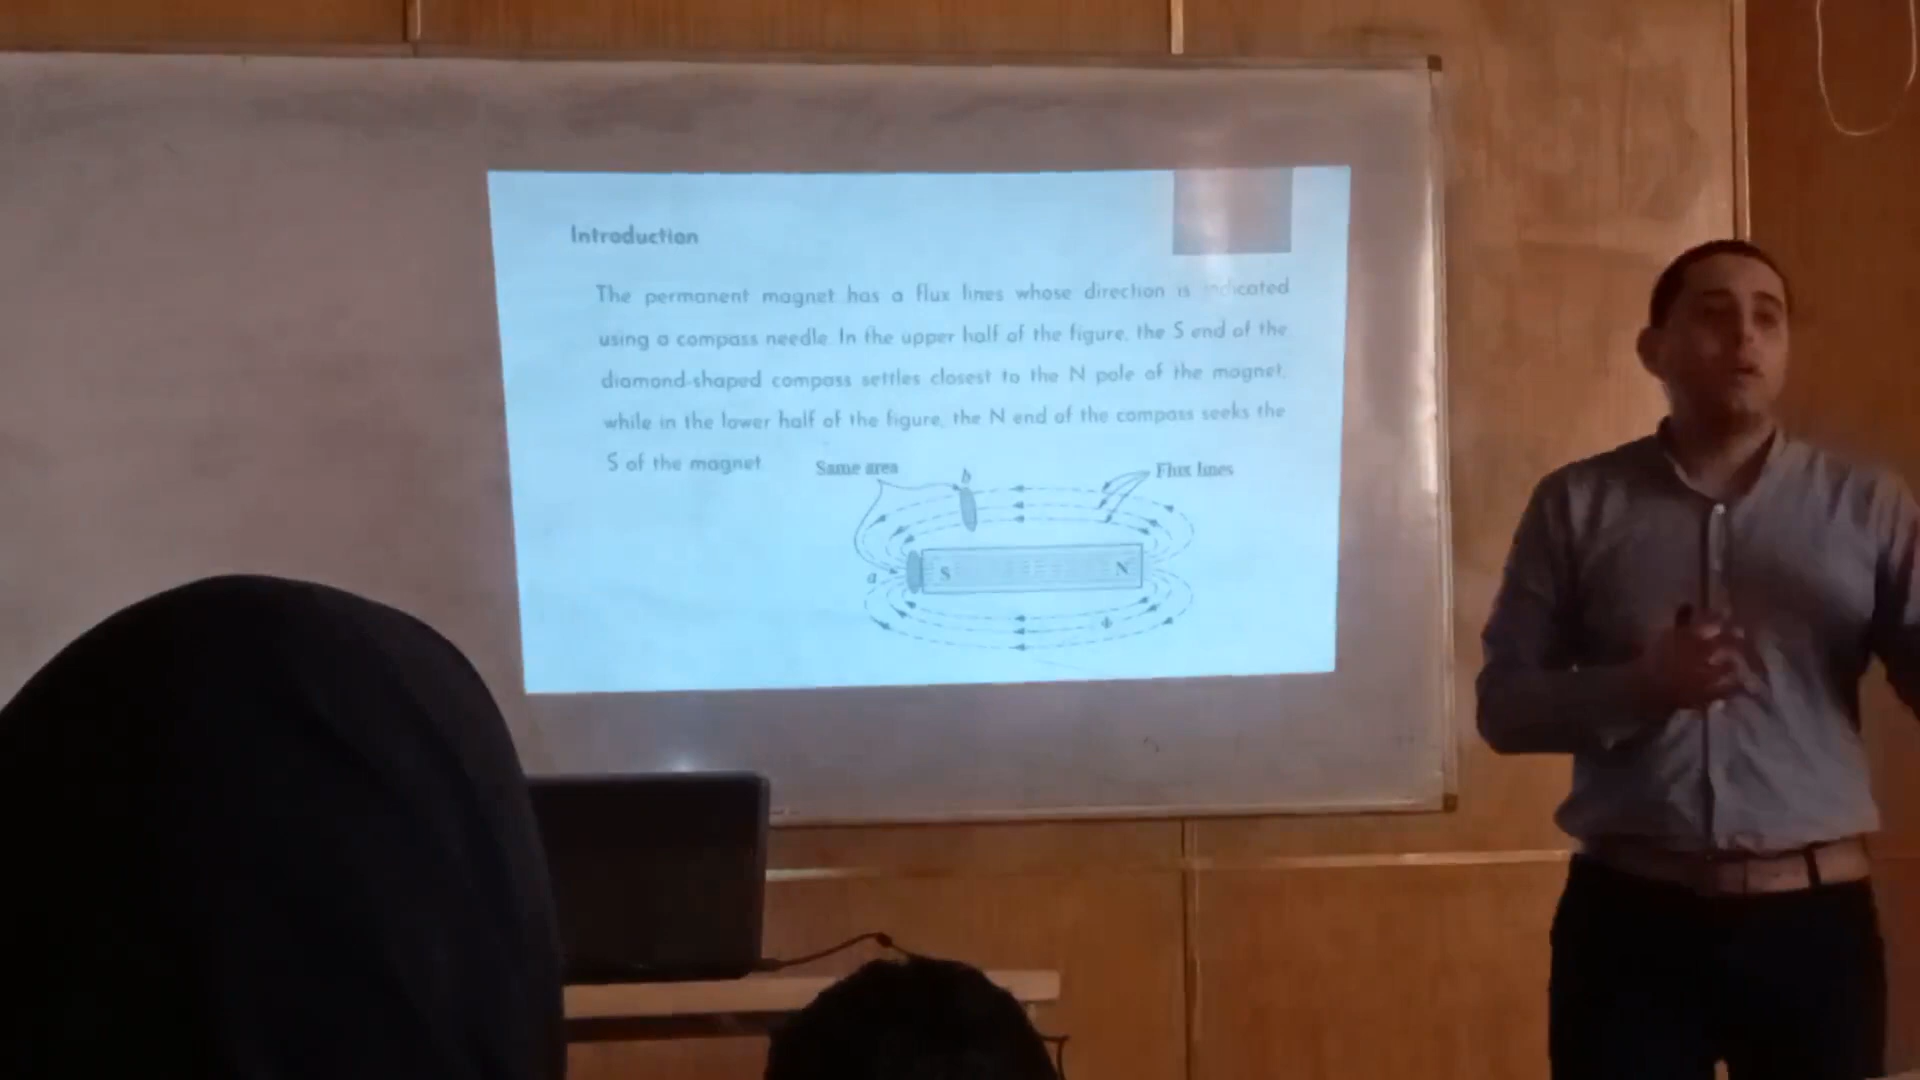 Introduction
The permanent magnet has a flux lines whose direction is indicated
using a compass needle. In the upper half of the figure, the S end of the
diamond-shaped compass settles closest to the N pole of the magnet,
while in the lower half of the figure, the N end of the compass seeks the
S of the magnet
Same area
b
Flux lines
a
S
N